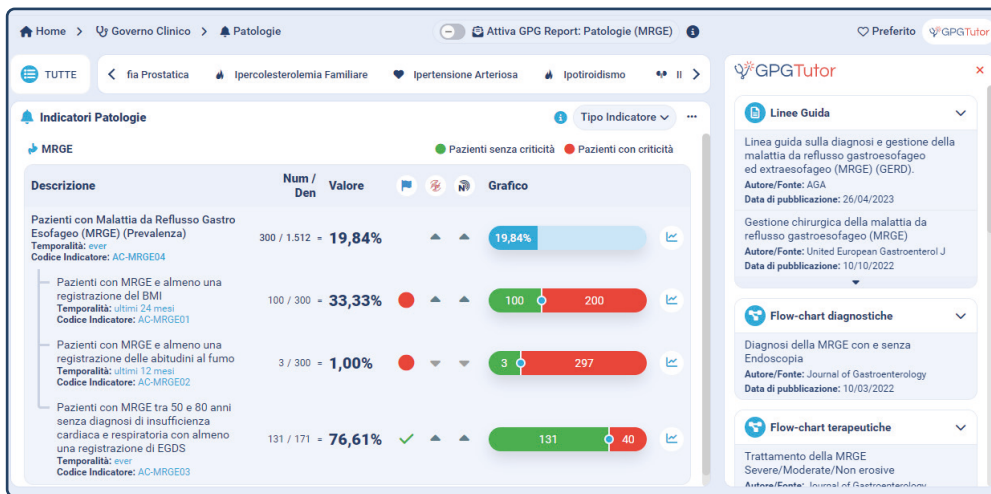 Home > Governo Clinico > Patologie
Attiva GPG Report: Patologie (MRGE)
Preferito
GPGTutor
TUTTE
fia Prostatica
Ipercolesterolemia Familiare
Ipertensione Arteriosa
Ipotiroidismo
Indicatori Patologie
Tipo Indicatore
MRGE
Pazienti senza criticità
Pazienti con criticità
Descrizione
Num / Den
Valore
Grafico
Pazienti con Malattia da Reflusso Gastro
Esofageo (MRGE) (Prevalenza)
Temporalità: ever
Codice Indicatore: AC-MRGE04
300 / 1.512 = 19,84%
19,84%
Pazienti con MRGE e almeno una
registrazione del BMI
Temporalità: ultimi 24 mesi
Codice Indicatore: AC-MRGE01
100 / 300 = 33,33%
100
200
Pazienti con MRGE e almeno una
registrazione delle abitudini al fumo
Temporalità: ultimi 12 mesi
Codice Indicatore: AC-MRGE02
3 / 300 = 1,00%
3
297
Pazienti con MRGE tra 50 e 80 anni
senza diagnosi di insufficienza
cardiaca e respiratoria con almeno
una registrazione di EGDS
Temporalità: ever
Codice Indicatore: AC-MRGE03
131 / 171 = 76,61%
131
40
GPGTutor
Linee Guida
Linea guida sulla diagnosi e gestione della
malattia da reflusso gastroesofageo
ed extraesofageo (MRGE) (GERD).
Autore/Fonte: AGA
Data di pubblicazione: 26/04/2023
Gestione chirurgica della malattia da
reflusso gastroesofageo (MRGE)
Autore/Fonte: United European Gastroenterol J
Data di pubblicazione: 10/10/2022
Flow-chart diagnostiche
Diagnosi della MRGE con e senza
Endoscopia
Autore/Fonte: Journal of Gastroenterology
Data di pubblicazione: 10/03/2022
Flow-chart terapeutiche
Trattamento della MRGE
Severe/Moderate/Non erosive
Autore/Fonte: Journal of Gastroenterology